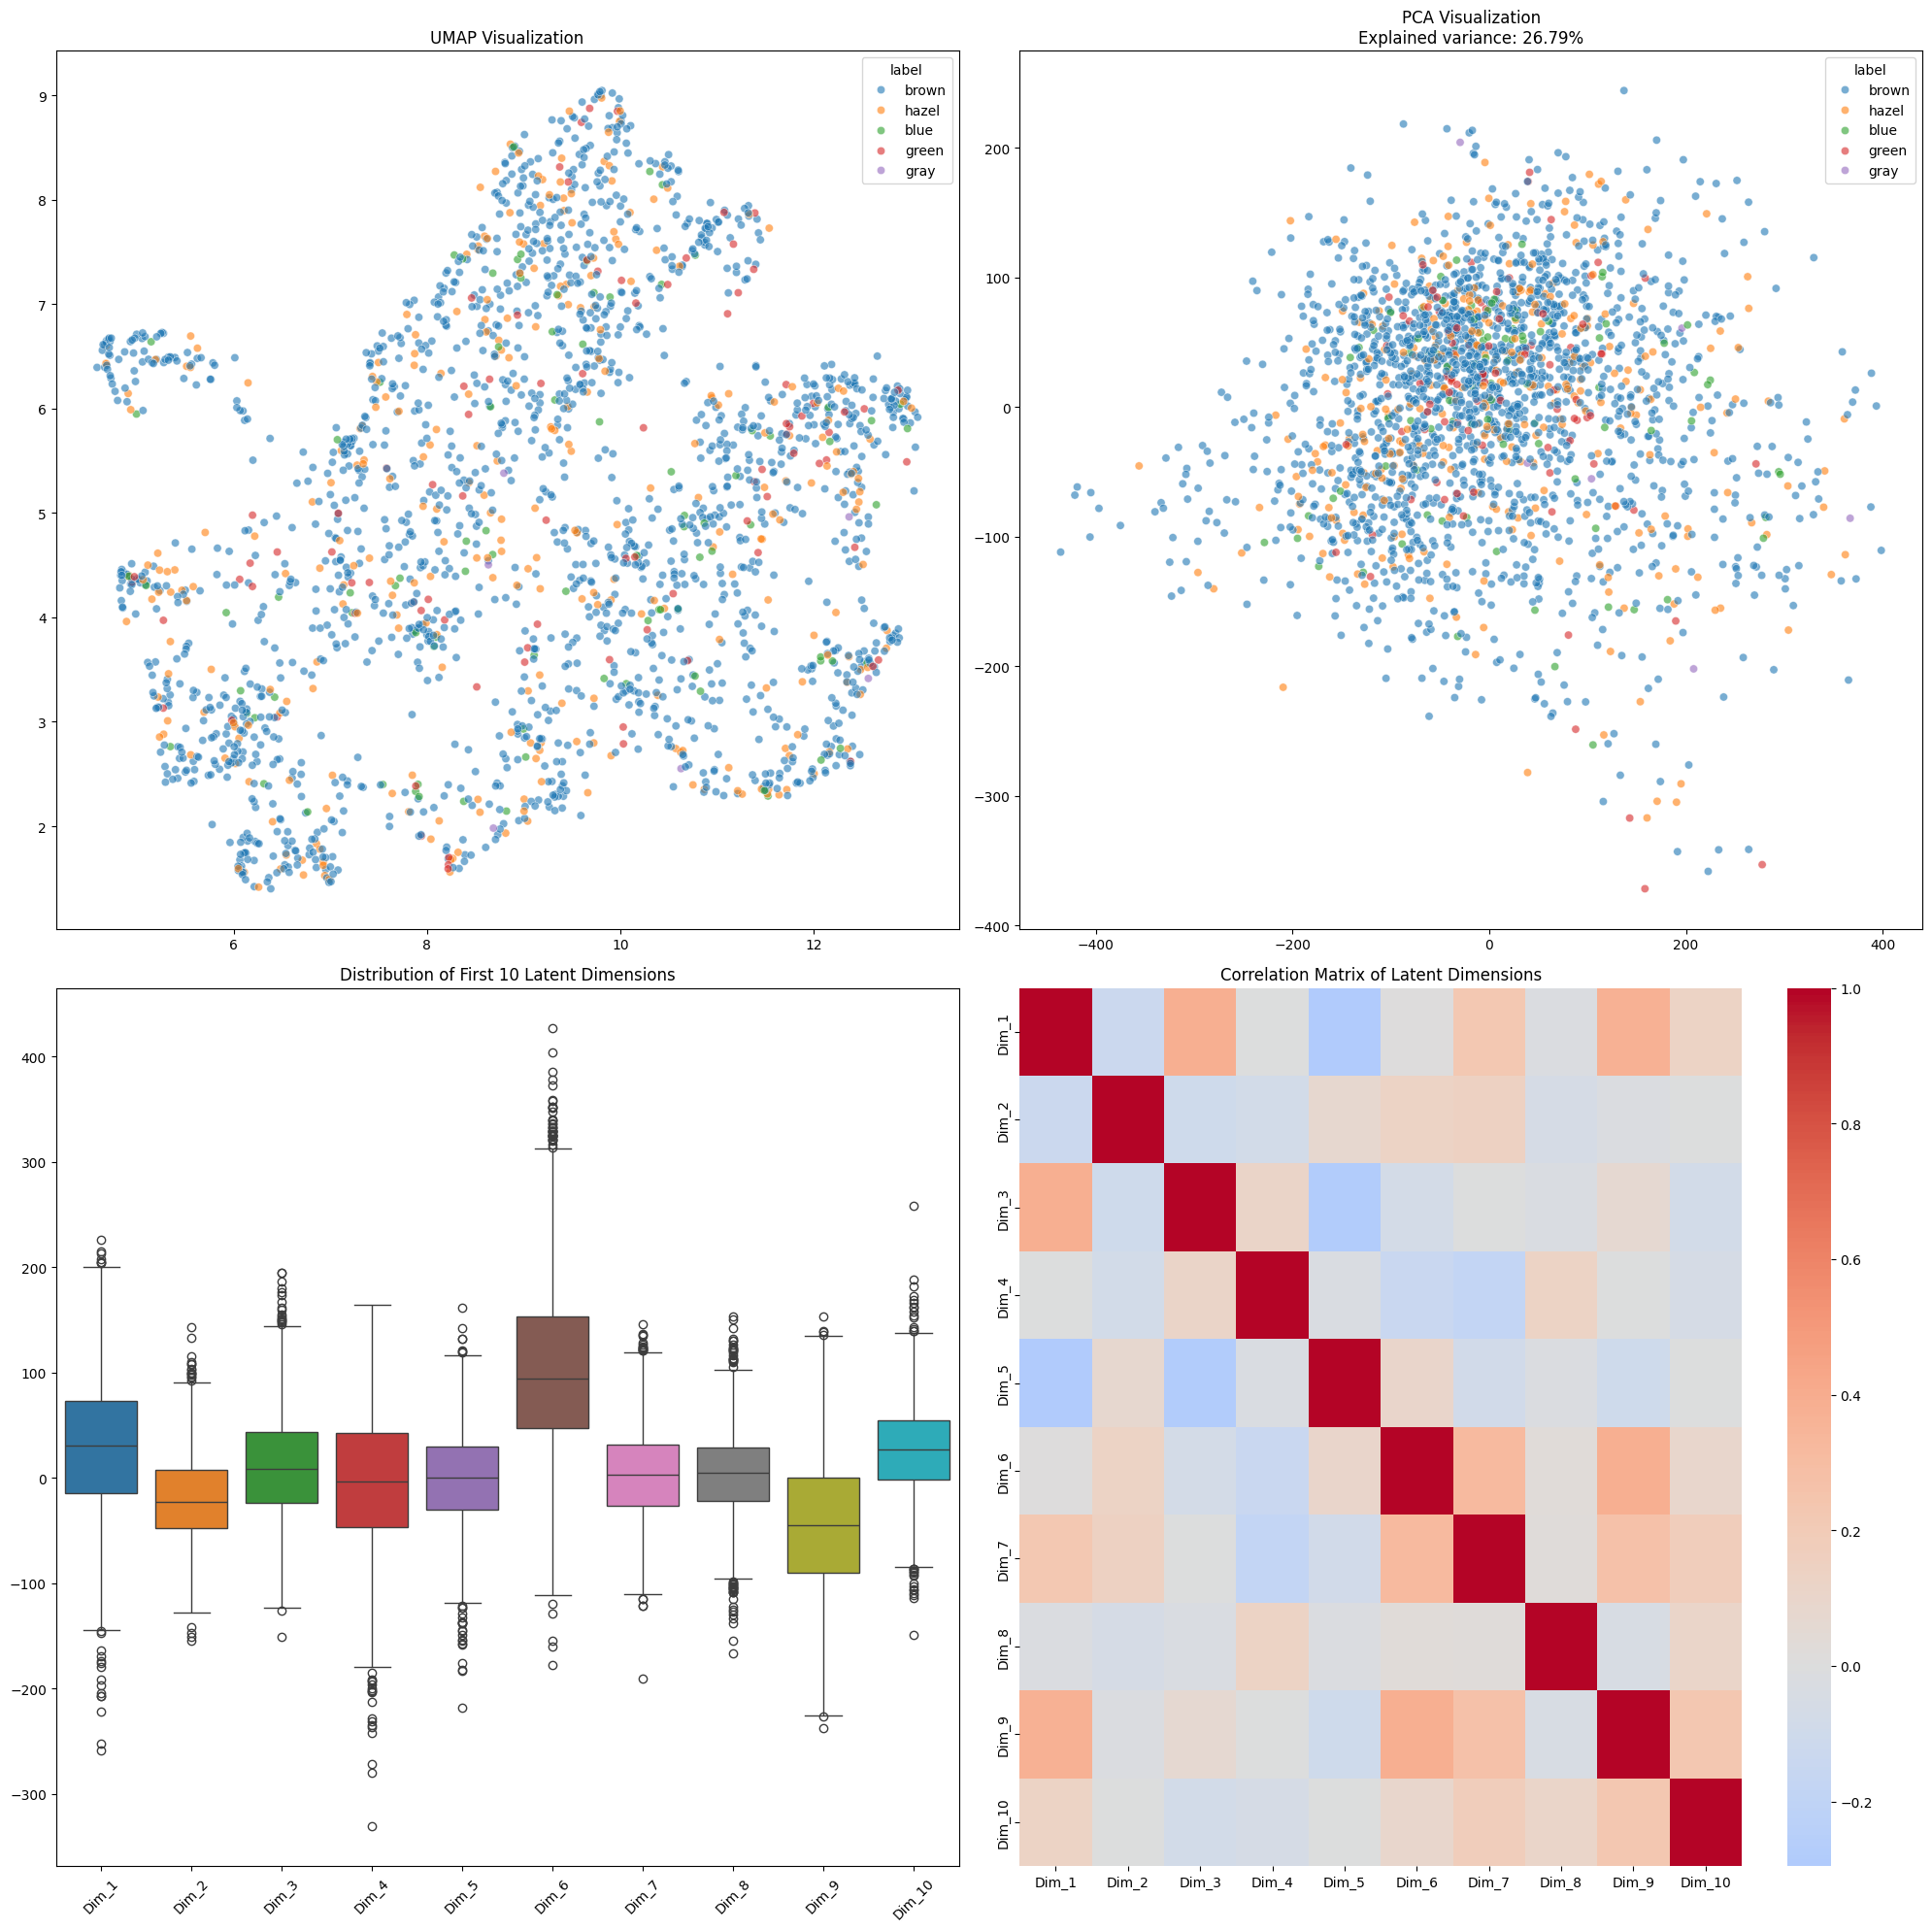 UMAP Visualization
label
brown
hazel
blue
green
gray
9
8
7
6
5
4
3
2
6
8
10
12
PCA Visualization
Explained variance: 26.79%
label
brown
hazel
blue
green
gray
200
100
0
−100
−200
−300
−400
−400
−200
0
200
400
Distribution of First 10 Latent Dimensions
400
300
200
100
0
−100
−200
−300
Dim_1
Dim_2
Dim_3
Dim_4
Dim_5
Dim_6
Dim_7
Dim_8
Dim_9
Dim_10
Correlation Matrix of Latent Dimensions
Dim_1
Dim_2
Dim_3
Dim_4
Dim_5
Dim_6
Dim_7
Dim_8
Dim_9
Dim_10
Dim_1
Dim_2
Dim_3
Dim_4
Dim_5
Dim_6
Dim_7
Dim_8
Dim_9
Dim_10
1.0
0.8
0.6
0.4
0.2
0.0
−0.2